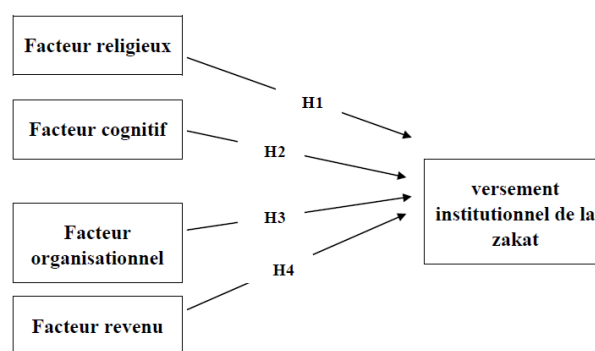 Facteur religieux
H1
Facteur cognitif
H2
versement
institutionnel de la
zakat
Facteur
organisationnel
H3
H4
Facteur revenu